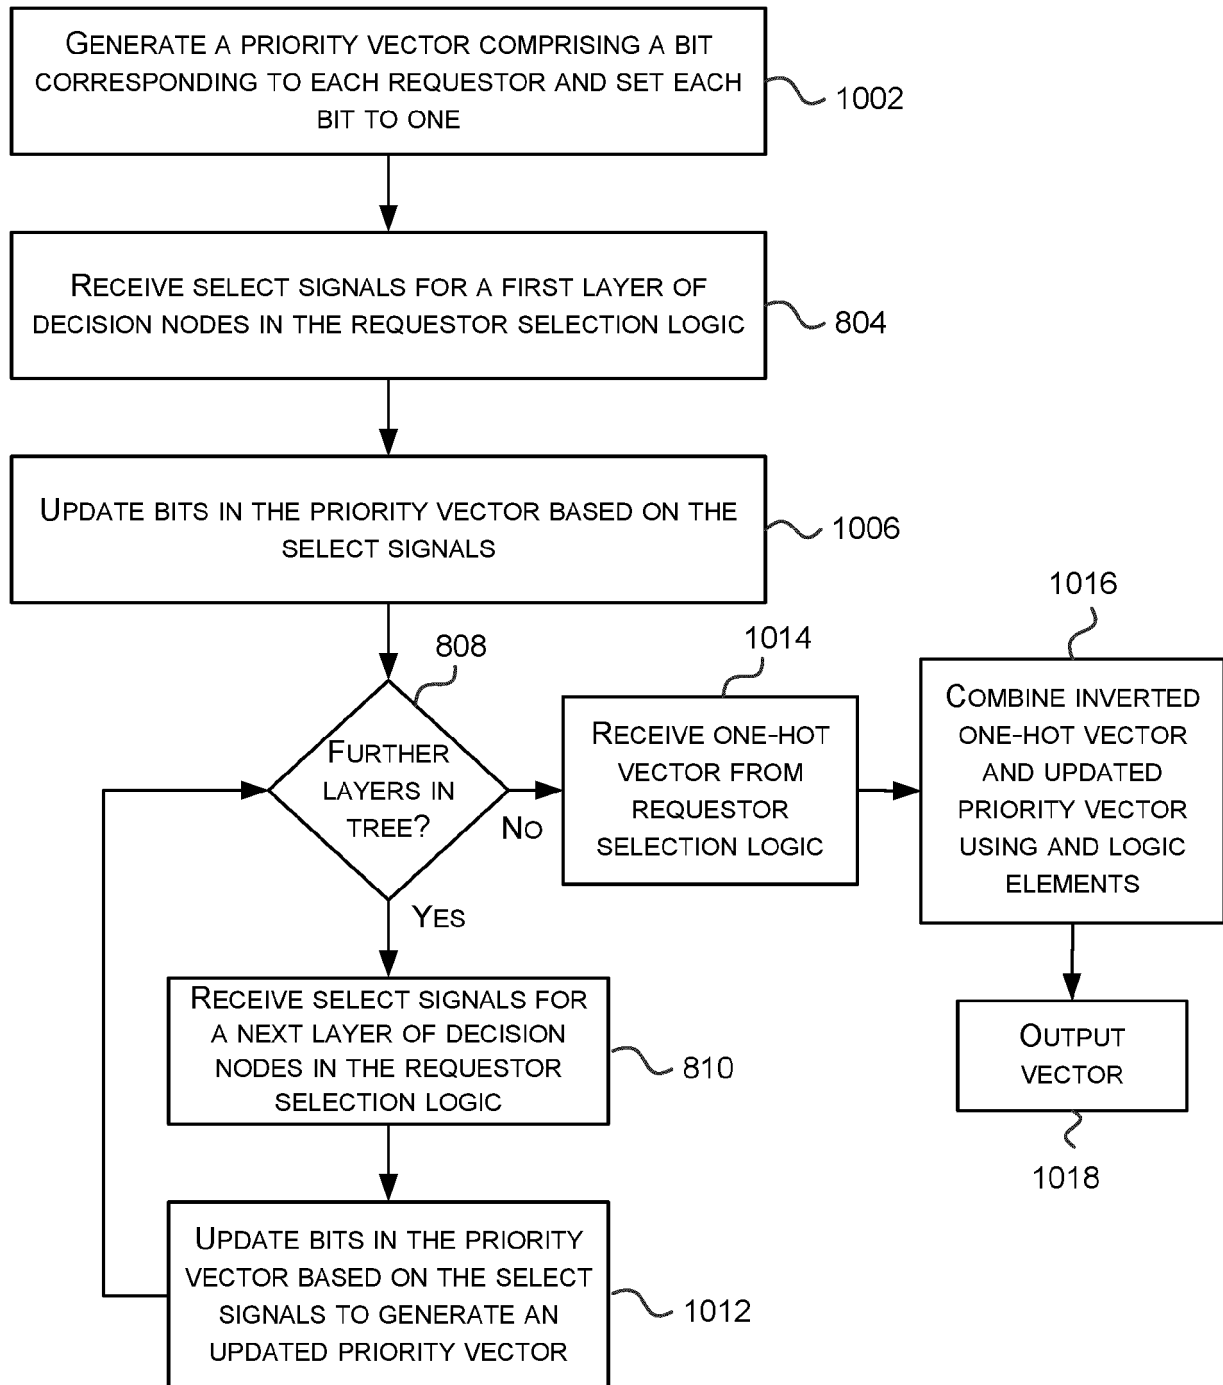 GENERATE A PRIORITY VECTOR COMPRISING A BIT
CORRESPONDING TO EACH REQUESTOR AND SET EACH
BIT TO ONE
1002
RECEIVE SELECT SIGNALS FOR A FIRST LAYER OF
DECISION NODES IN THE REQUESTOR SELECTION LOGIC
804
UPDATE BITS IN THE PRIORITY VECTOR BASED ON THE
SELECT SIGNALS
1006
808
FURTHER
LAYERS IN
TREE?
NO
YES
1014
RECEIVE ONE-HOT
VECTOR FROM
REQUESTOR
SELECTION LOGIC
1016
COMBINE INVERTED
ONE-HOT VECTOR
AND UPDATED
PRIORITY VECTOR
USING AND LOGIC
ELEMENTS
OUTPUT
VECTOR
1018
RECEIVE SELECT SIGNALS FOR
A NEXT LAYER OF DECISION
NODES IN THE REQUESTOR
SELECTION LOGIC
810
UPDATE BITS IN THE PRIORITY
VECTOR BASED ON THE SELECT
SIGNALS TO GENERATE AN
UPDATED PRIORITY VECTOR
1012